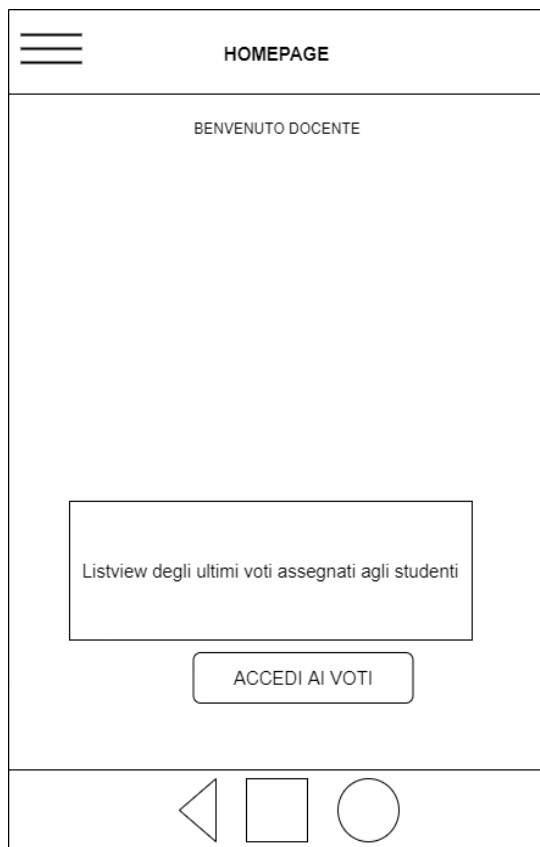 HOMEPAGE
BENVENUTO DOCENTE
Listview degli ultimi voti assegnati agli studenti
ACCEDI AI VOTI